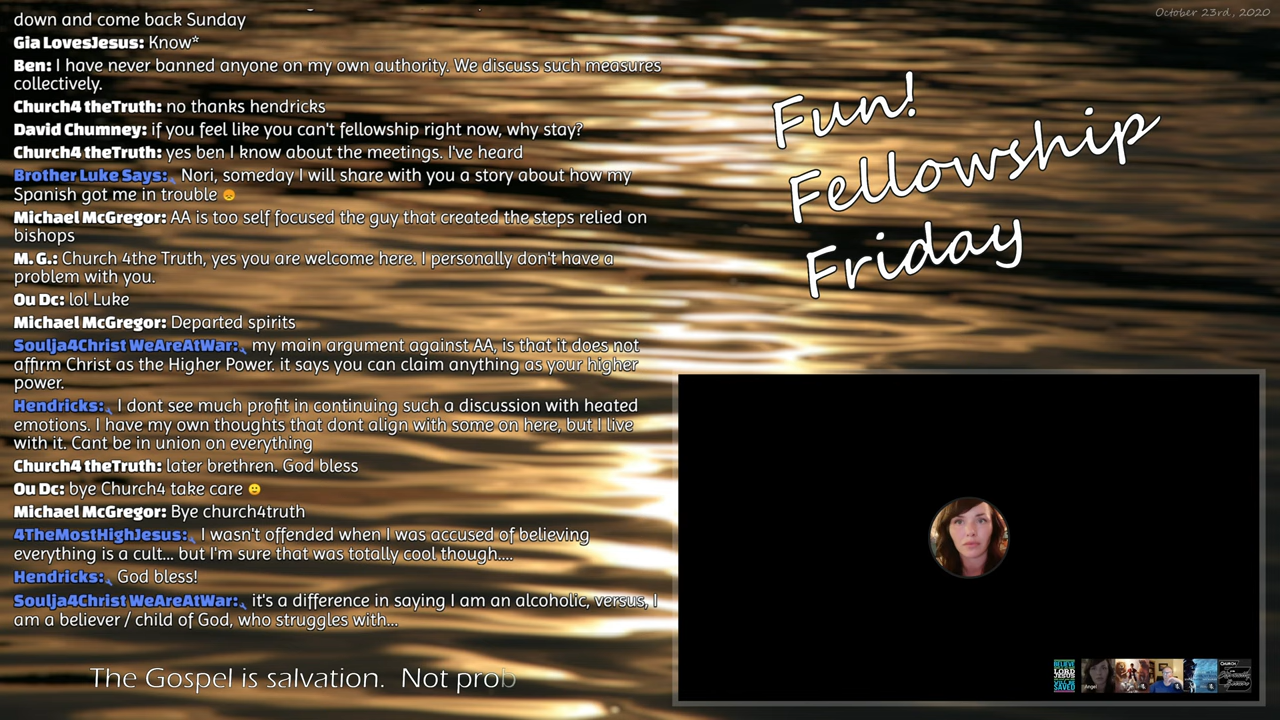 October 23rd, 2020
down and come back Sunday
Gia LovesJesus: Know*
Ben: I have never banned anyone on my own authority. We discuss such measures
collectively.
Church4 theTruth: no thanks hendricks
David Chumney: if you feel like you can't fellowship right now, why stay?
Church4 theTruth: yes ben I know about the meetings. I've heard
Brother Luke Says: Nori, someday I will share with you a story about how my
Spanish got me in trouble 😞
Michael McGregor: AA is too self focused the guy that created the steps relied on
bishops
M. G.: Church 4the Truth, yes you are welcome here. I personally don't have a
problem with you.
Ou Dc: lol Luke
Michael McGregor: Departed spirits
Soulja4Christ WeAreAtWar: my main argument against AA, is that it does not
affirm Christ as the Higher Power. it says you can claim anything as your higher
power.
Hendricks: I dont see much profit in continuing such a discussion with heated
emotions. I have my own thoughts that dont align with some on here, but I live
with it. Cant be in union on everything
Church4 theTruth: later brethren. God bless
Ou Dc: bye Church4 take care 🙂
Michael McGregor: Bye church4truth
4TheMostHighJesus: I wasn't offended when I was accused of believing
everything is a cult... but I'm sure that was totally cool though....
Hendricks: God bless!
Soulja4Christ WeAreAtWar: it's a difference in saying I am an alcoholic, versus, I
am a believer / child of God, who struggles with...
The Gospel is salvation. Not prob
Fun!
Fellowship
Friday
BELIEVE
LORD
JESUS
SAVED
Angel
CHURCH